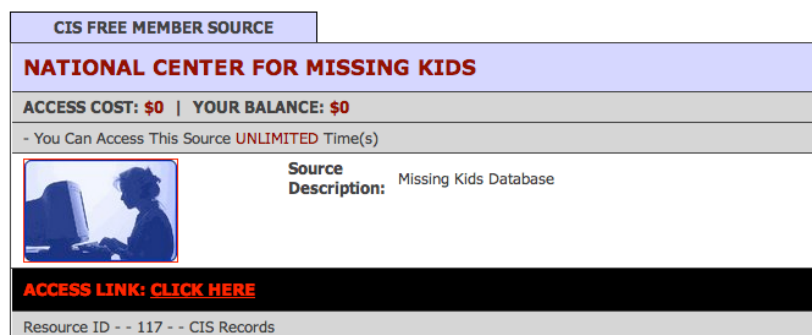 CIS FREE MEMBER SOURCE
NATIONAL CENTER FOR MISSING KIDS
ACCESS COST: $0 | YOUR BALANCE: $0
- You Can Access This Source UNLIMITED Time(s)
Source
Description: Missing Kids Database
ACCESS LINK: CLICK HERE
Resource ID - - 117 - - CIS Records